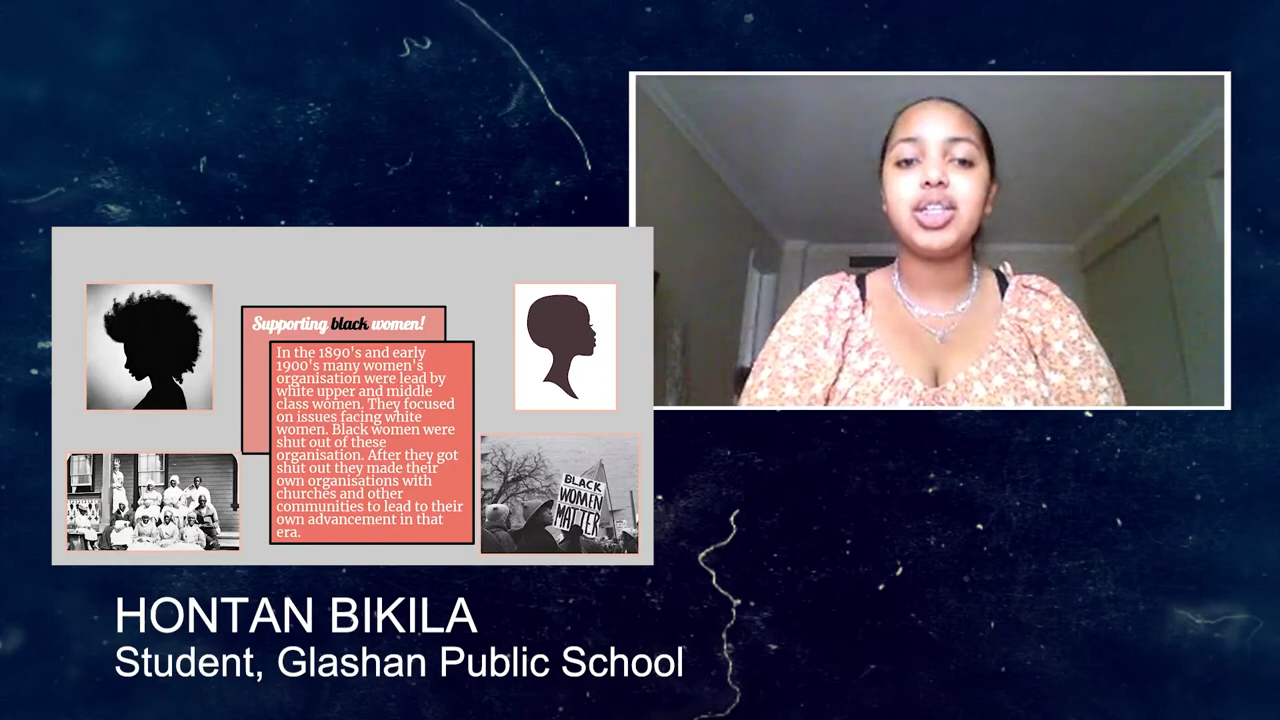 Supporting black women!
In the 1890's and early
1900's many women's
organisation were lead by
white upper and middle
class women. They focused
on issues facing white
women. Black women were
shut out of these
organisation. After they got
shut out they made their
own organisations with
churches and other
communities to lead to their
own advancement in that
era.
BLACK
WOMEN
MATTER
HONTAN BIKILA
Student, Glashan Public School